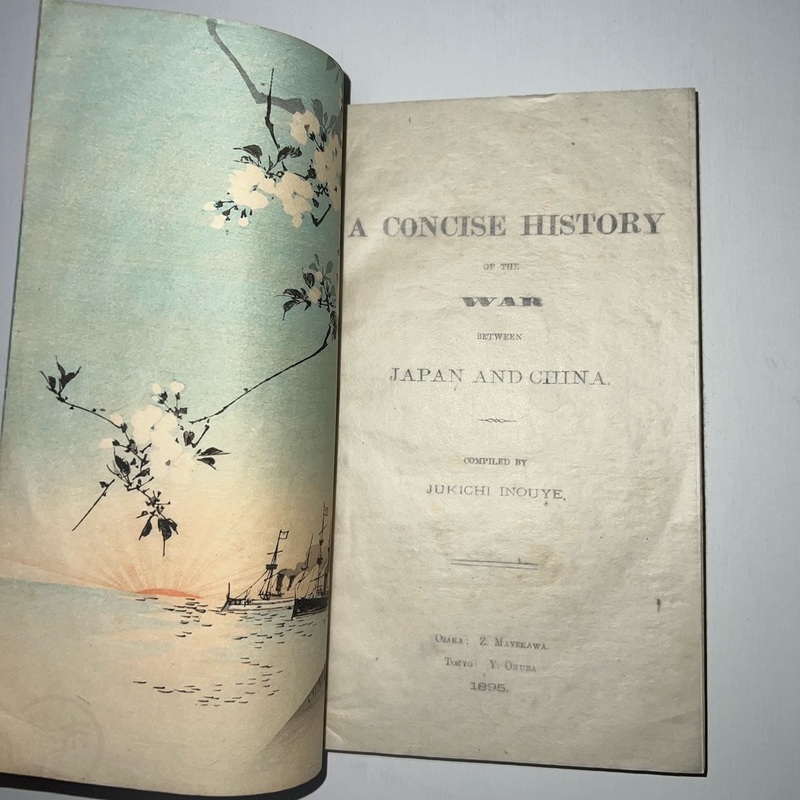 A CONCISE HISTORY
OF THE
WAR
BETWEEN
JAPAN AND CHINA.
COMPILED BY
JUKICHI INOUYE,
OSAKA: Z. MAYEKAWA.
TOKYO: Y. OKURA
1895.